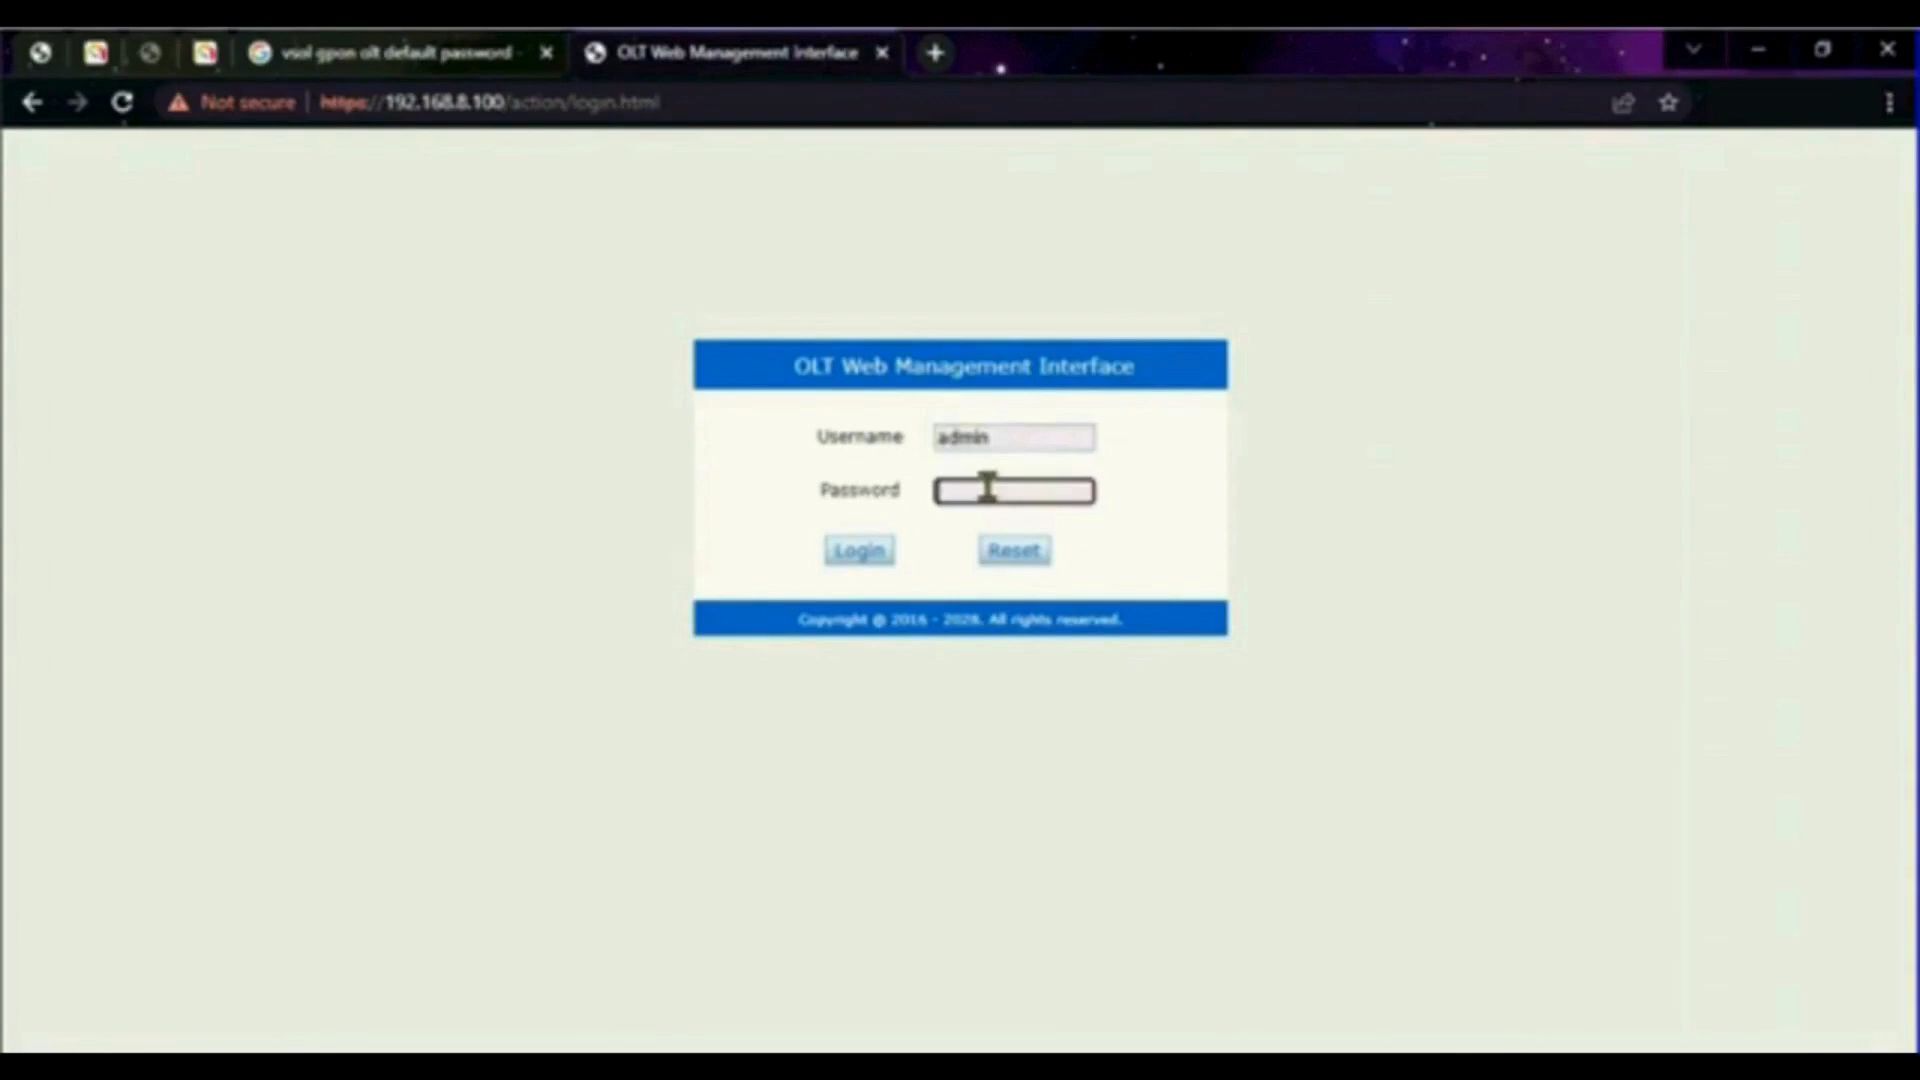 vsol gpon olt default password -
OLT Web Management Interface
Not secure
https://192.168.8.100/action/login.html
OLT Web Management Interface
Username
admin
Password
Login
Reset
Copyright @ 2016 - 2028. All rights reserved.